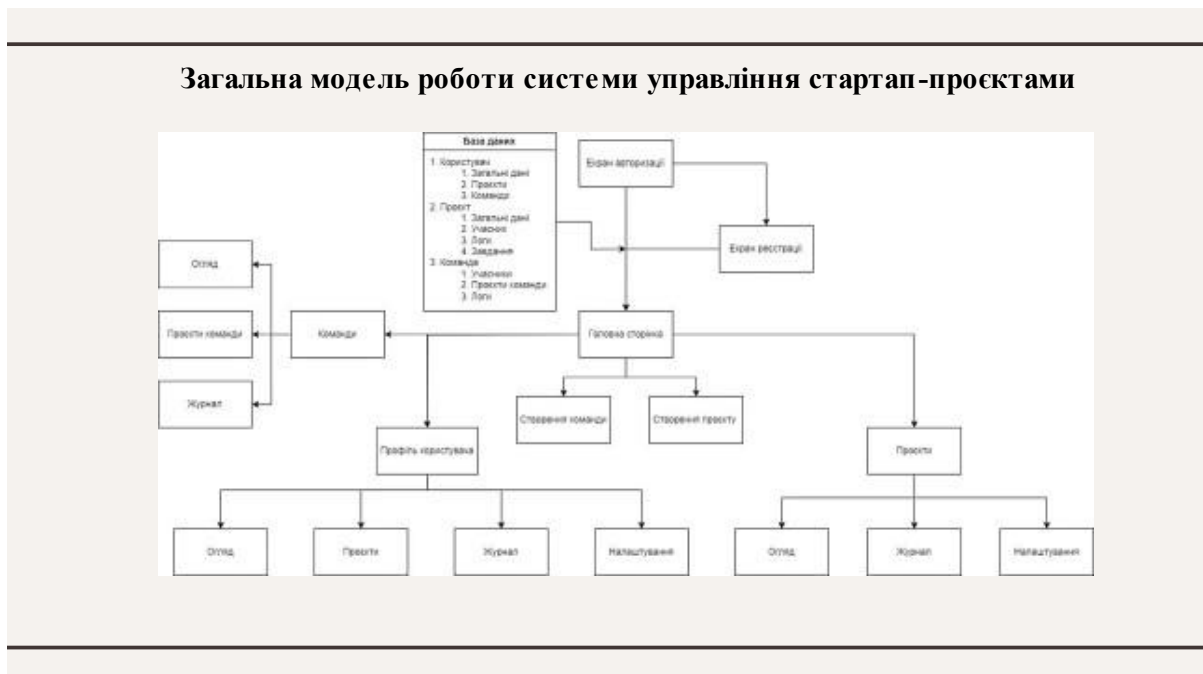 Загальна модель роботи системи управління стартап-проєктами
База даних
1. Користувач
1. Загальні дані
2. Проєкти
3. Команди
2. Проєкт
1. Загальні дані
2. Учасник
3. Логи
4. Завдання
3. Команда
1. Учасники
2. Проєкти команди
3. Логи
Екран авторизації
Екран реєстрації
Огляд
Проєкти команди
Журнал
Команди
Головна сторінка
Створення команди
Створення проєкту
Профіль користувача
Проєкти
Огляд
Проєкти
Журнал
Налаштування
Огляд
Журнал
Налаштування